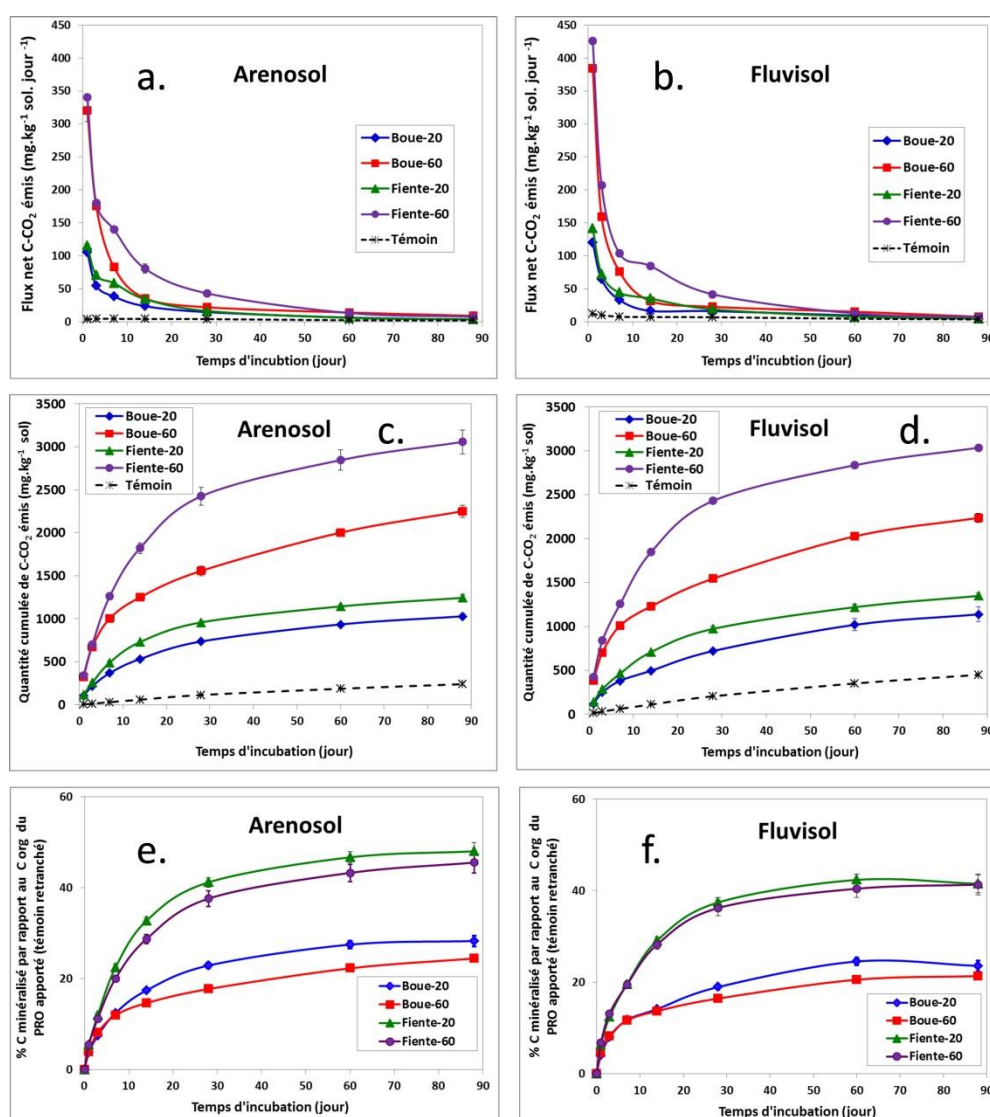 a.
Arenosol
Flux net C-CO₂ émis (mg.kg⁻¹ sol. jour ⁻¹)
450
400
350
300
250
200
150
100
50
0
Boue-20
Boue-60
Fiente-20
Fiente-60
Témoin
0 10 20 30 40 50 60 70 80 90
Temps d'incubtion (jour)
b.
Fluvisol
Flux net C-CO₂ émis (mg.kg⁻¹ sol. jour ⁻¹)
450
400
350
300
250
200
150
100
50
0
Boue-20
Boue-60
Fiente-20
Fiente-60
Témoin
0 10 20 30 40 50 60 70 80 90
Temps d'incubation (jour)
Arenosol
c.
Quantité cumulée de C-CO₂ émis (mg.kg⁻¹ sol)
3500
3000
2500
2000
1500
1000
500
0
Boue-20
Boue-60
Fiente-20
Fiente-60
Témoin
0 10 20 30 40 50 60 70 80 90
Temps d'incubation (jour)
Fluvisol
d.
Quantité cumulée de C-CO₂ émis (mg.kg⁻¹ sol)
3500
3000
2500
2000
1500
1000
500
0
Boue-20
Boue-60
Fiente-20
Fiente-60
Témoin
0 10 20 30 40 50 60 70 80 90
Temps d'incubation (jour)
Arenosol
e.
% C minéralisé par rapport au C org du
PRO apporté (témoin retranché)
60
40
20
0
Boue-20
Boue-60
Fiente-20
Fiente-60
0 10 20 30 40 50 60 70 80 90
Temps d'incubation (jour)
Fluvisol
f.
% C minéralisé par rapport au C org du
PRO apporté (témoin retranché)
60
40
20
0
Boue-20
Boue-60
Fiente-20
Fiente-60
0 10 20 30 40 50 60 70 80 90
Temps d'incubation (jour)